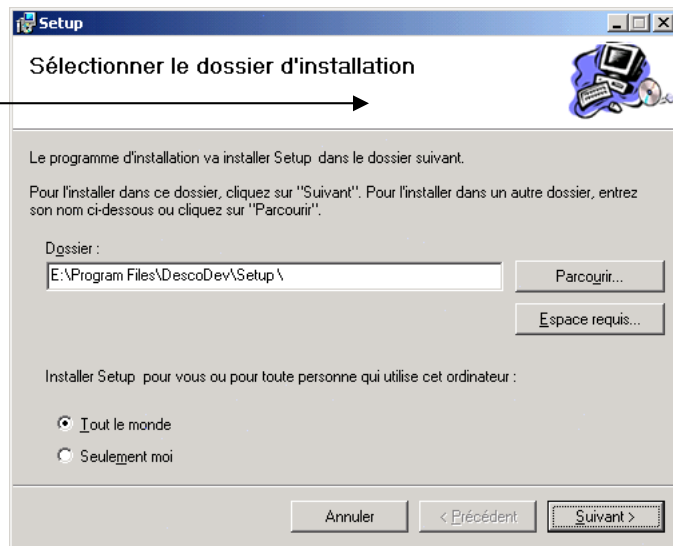 Setup
Sélectionner le dossier d'installation
Le programme d'installation va installer Setup dans le dossier suivant.
Pour l'installer dans ce dossier, cliquez sur "Suivant". Pour l'installer dans un autre dossier, entrez
son nom ci-dessous ou cliquez sur "Parcourir".
Dossier :
E:\Program Files\DescoDev\Setup\
Parcourir...
Espace requis...
Installer Setup pour vous ou pour toute personne qui utilise cet ordinateur :
Tout le monde
Seulement moi
Annuler
< Précédent
Suivant >